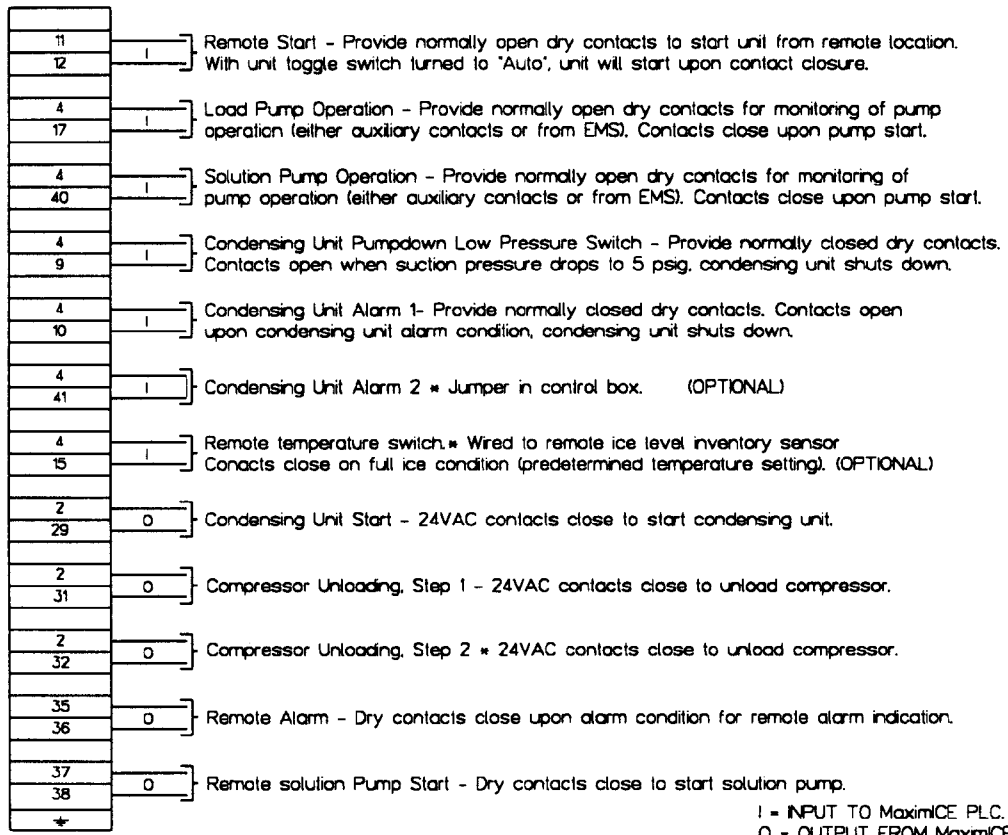 11
12
I
Remote Start - Provide normally open dry contacts to start unit from remote location.
With unit toggle switch turned to "Auto", unit will start upon contact closure.
4
17
I
Load Pump Operation - Provide normally open dry contacts for monitoring of pump
operation (either auxiliary contacts or from EMS). Contacts close upon pump start.
4
40
I
Solution Pump Operation - Provide normally open dry contacts for monitoring of
pump operation (either auxiliary contacts or from EMS). Contacts close upon pump start.
4
9
I
Condensing Unit Pumpdown Low Pressure Switch - Provide normally closed dry contacts.
Contacts open when suction pressure drops to 5 psig, condensing unit shuts down.
4
10
I
Condensing Unit Alarm 1- Provide normally closed dry contacts. Contacts open
upon condensing unit alarm condition, condensing unit shuts down.
4
41
I
Condensing Unit Alarm 2 * Jumper in control box. (OPTIONAL)
4
15
I
Remote temperature switch.* Wired to remote ice level inventory sensor
Conacts close on full ice condition (predetermined temperature setting). (OPTIONAL)
2
29
O
Condensing Unit Start - 24VAC contacts close to start condensing unit.
2
31
O
Compressor Unloading, Step 1 - 24VAC contacts close to unload compressor.
2
32
O
Compressor Unloading, Step 2 * 24VAC contacts close to unload compressor.
35
36
O
Remote Alarm - Dry contacts close upon alarm condition for remote alarm indication.
37
38
O
Remote solution Pump Start - Dry contacts close to start solution pump.
I = INPUT TO MaximICE PLC
O = OUTPUT FROM MaximICE